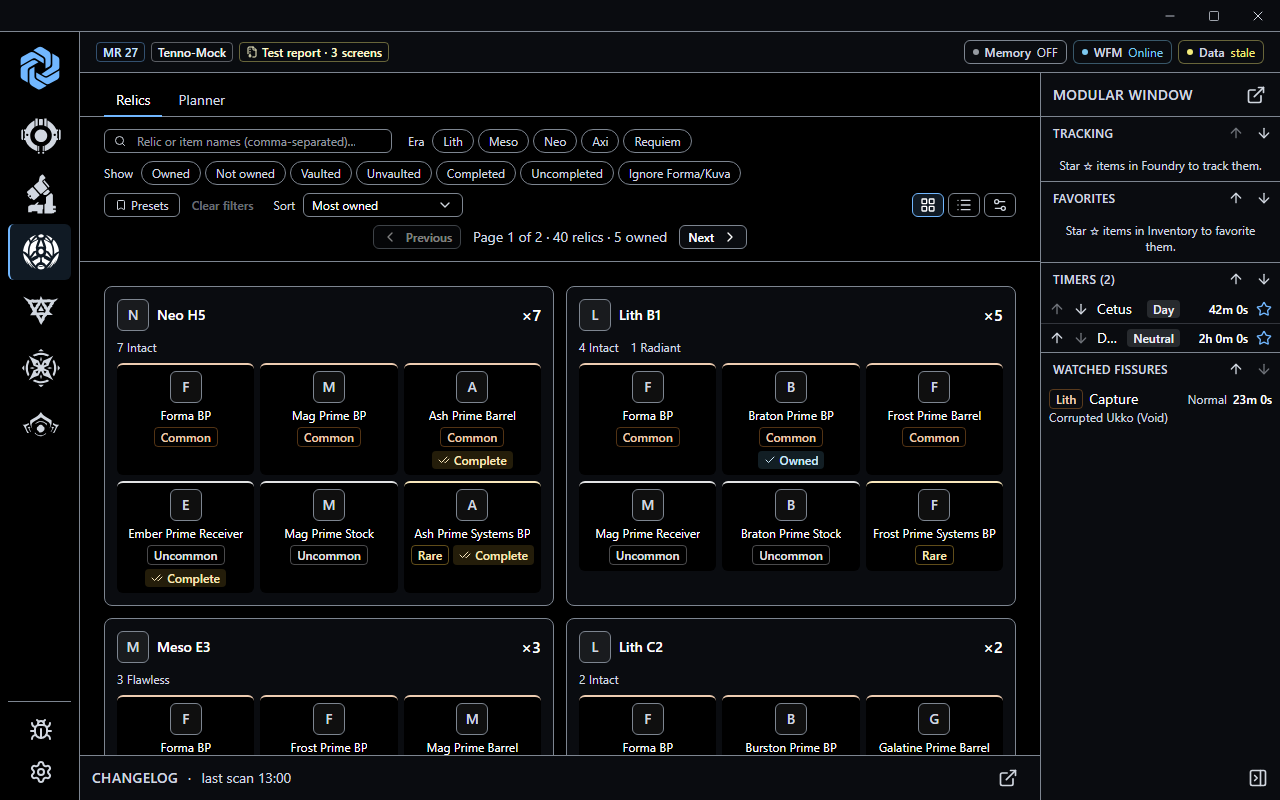 MR 27 Tenno-Mock Test report · 3 screens Memory OFF WFM Online Data stale
Relics Planner
Relic or item names (comma-separated)... Era Lith Meso Neo Axi Requiem
Show Owned Not owned Vaulted Unvaulted Completed Uncompleted Ignore Forma/Kuva
Presets Clear filters Sort Most owned
Previous Page 1 of 2 · 40 relics · 5 owned Next
N Neo H5 ×7
7 Intact
F M A
Forma BP Mag Prime BP Ash Prime Barrel
Common Common Common
Complete
E M A
Ember Prime Receiver Mag Prime Stock Ash Prime Systems BP
Uncommon Uncommon Rare Complete
Complete
L Lith B1 ×5
4 Intact 1 Radiant
F B F
Forma BP Braton Prime BP Frost Prime Barrel
Common Common Common
Owned
M B F
Mag Prime Receiver Braton Prime Stock Frost Prime Systems BP
Uncommon Uncommon Rare
M Meso E3 ×3
3 Flawless
F F M
Forma BP Frost Prime BP Mag Prime Barrel
L Lith C2 ×2
2 Intact
F B G
Forma BP Burston Prime BP Galatine Prime Barrel
CHANGELOG · last scan 13:00
MODULAR WINDOW
TRACKING
Star ☆ items in Foundry to track them.
FAVORITES
Star ☆ items in Inventory to favorite
them.
TIMERS (2)
Cetus Day 42m 0s
D... Neutral 2h 0m 0s
WATCHED FISSURES
Lith Capture Normal 23m 0s
Corrupted Ukko (Void)